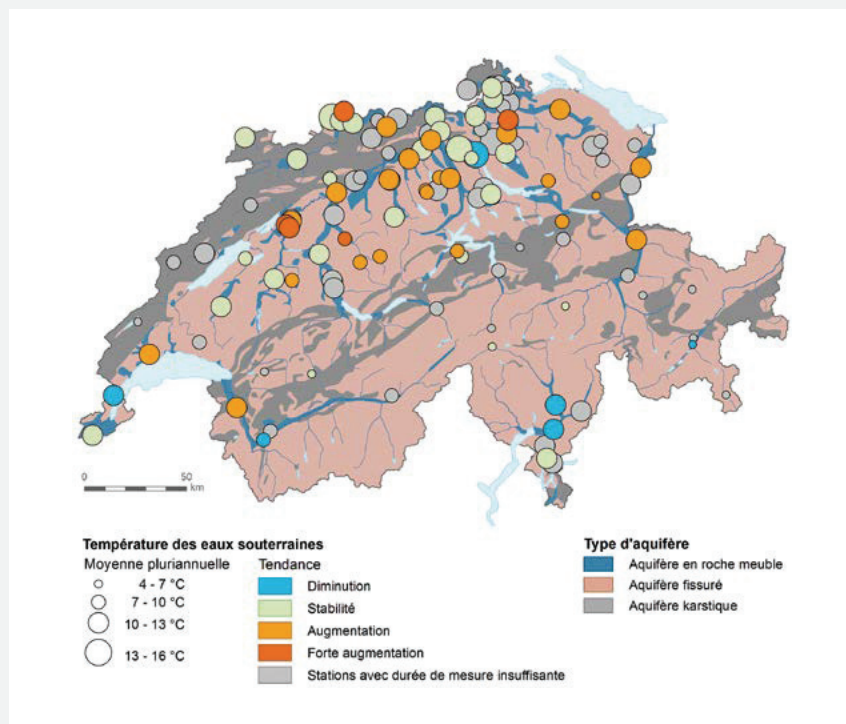 0 50
km
Température des eaux souterraines
Moyenne pluriannuelle
4 - 7 °C
7 - 10 °C
10 - 13 °C
13 - 16 °C
Tendance
Diminution
Stabilité
Augmentation
Forte augmentation
Stations avec durée de mesure insuffisante
Type d'aquifère
Aquifère en roche meuble
Aquifère fissuré
Aquifère karstique